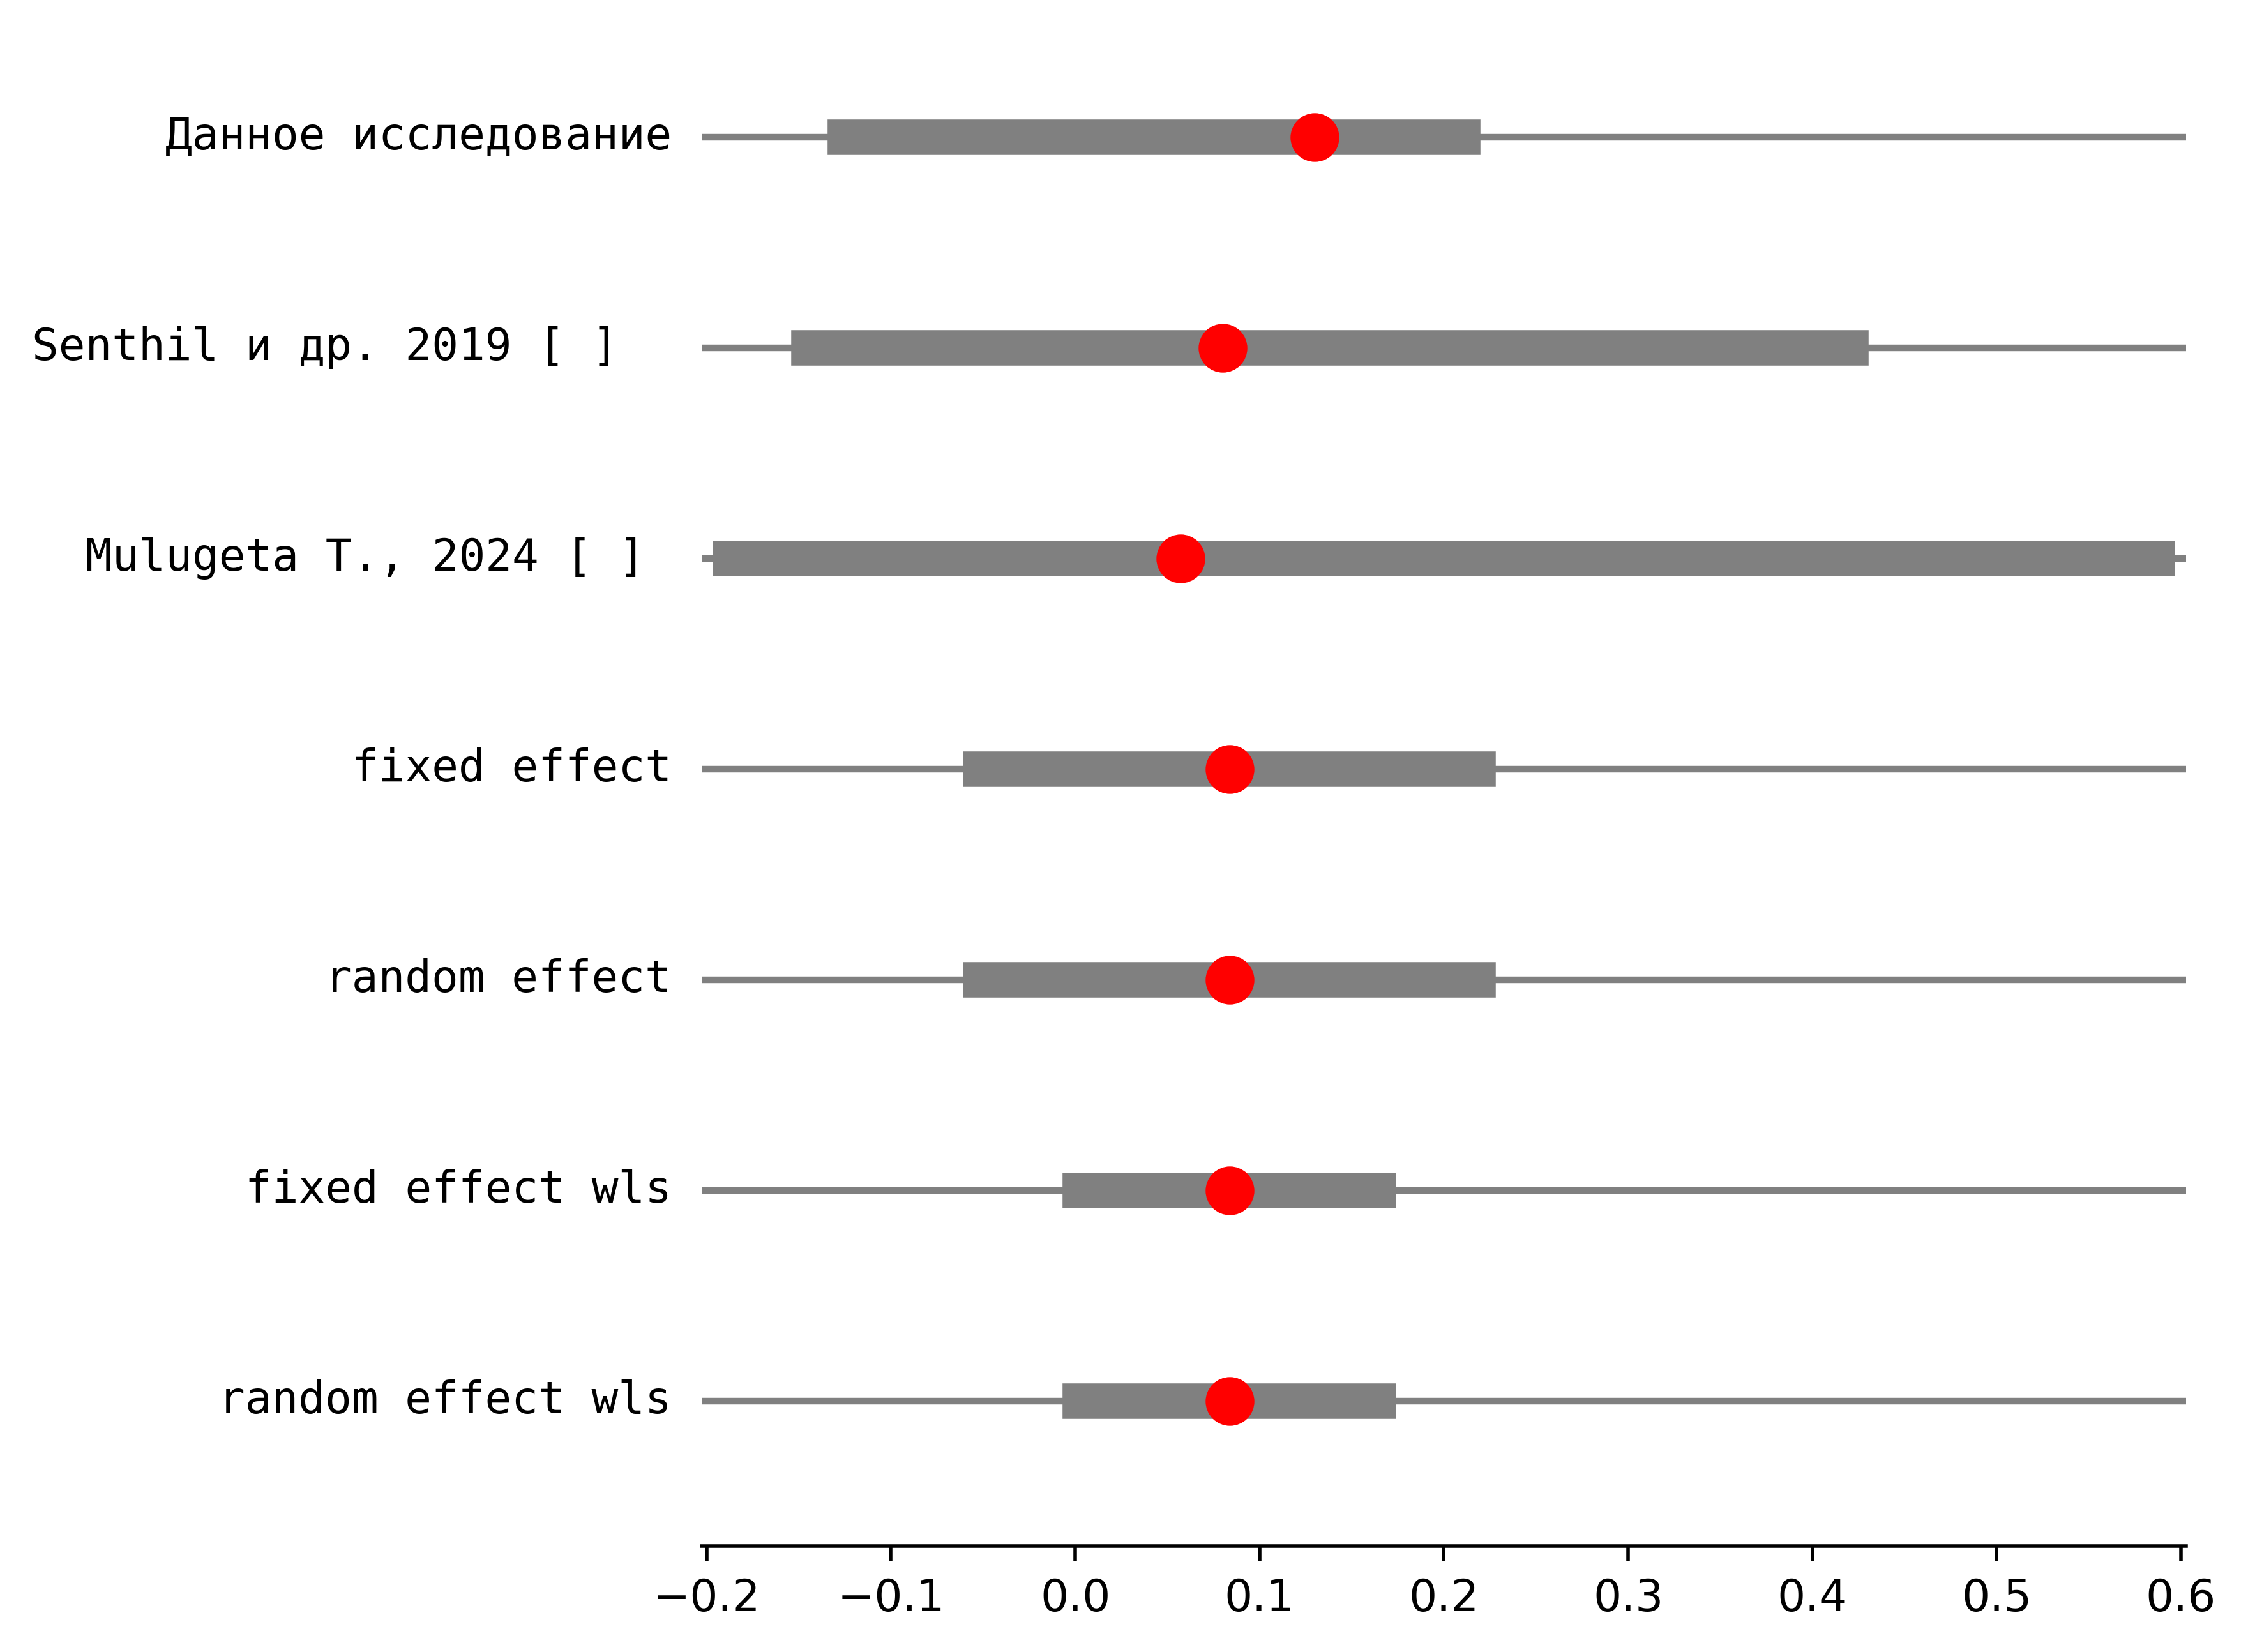 Данное исследование
Senthil и др. 2019 [ ]
Mulugeta T., 2024 [ ]
fixed effect
random effect
fixed effect wls
random effect wls
−0.2 −0.1 0.0 0.1 0.2 0.3 0.4 0.5 0.6